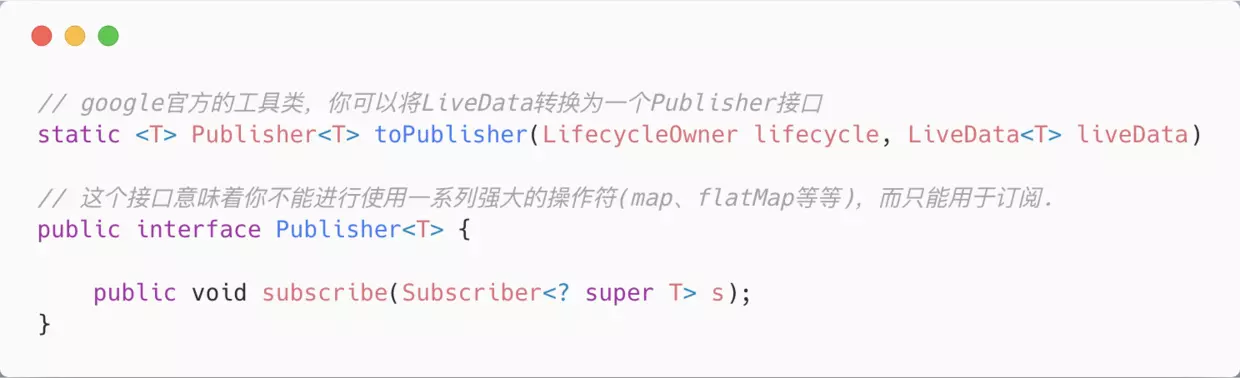 // google官方的工具类，你可以将LiveData转换为一个Publisher接口
static <T> Publisher<T> toPublisher(LifecycleOwner lifecycle, LiveData<T> liveData)
// 这个接口意味着你不能进行使用一系列强大的操作符(map、flatMap等等)，而只能用于订阅.
public interface Publisher<T> {
    public void subscribe(Subscriber<? super T> s);
}